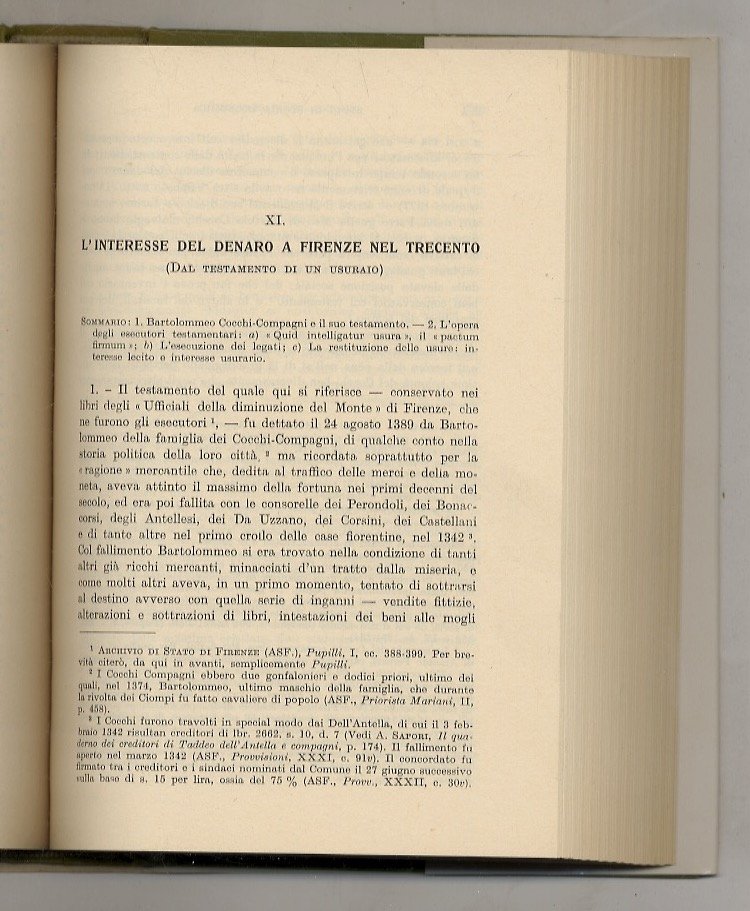 XI.
L'INTERESSE DEL DENARO A FIRENZE NEL TRECENTO
(DAL TESTAMENTO DI UN USURAIO)
SOMMARIO: 1. Bartolommeo Cocchi-Compagni e il suo testamento. — 2. L'opera
degli esecutori testamentari: a) « Quid intelligatur usura », il « pactum
firmum »; b) L'esecuzione dei legati; c) La restituzione delle usure: in-
teresse lecito e interesse usurario.
1. - Il testamento del quale qui si riferisce — conservato nei
libri degli « Ufficiali della diminuzione del Monte » di Firenze, che
ne furono gli esecutori ¹, — fu dettato il 24 agosto 1389 da Barto-
lommeo della famiglia dei Cocchi-Compagni, di qualche conto nella
storia politica della loro città, ² ma ricordata soprattutto per la
« ragione » mercantile che, dedita al traffico delle merci e della mo-
neta, aveva attinto il massimo della fortuna nei primi decenni del
secolo, ed era poi fallita con le consorelle dei Perondoli, dei Bonac-
corsi, degli Antellesi, dei Da Uzzano, dei Corsini, dei Castellani
e di tante altre nel primo crollo delle case fiorentine, nel 1342 ³.
Col fallimento Bartolommeo si era trovato nella condizione di tanti
altri già ricchi mercanti, minacciati d'un tratto dalla miseria, e
come molti altri aveva, in un primo momento, tentato di sottrarsi
al destino avverso con quella serie di inganni — vendite fittizie,
alterazioni e sottrazioni di libri, intestazioni dei beni alle mogli
¹ ARCHIVIO DI STATO DI FIRENZE (ASF.), Pupilli, I, cc. 388-399. Per bre-
vità citerò, da qui in avanti, semplicemente Pupilli.
² I Cocchi Compagni ebbero due gonfalonieri e dodici priori, ultimo dei
quali, nel 1374, Bartolommeo, ultimo maschio della famiglia, che durante
la rivolta dei Ciompi fu fatto cavaliere di popolo (ASF., Priorista Mariani, II,
p. 458).
³ I Cocchi furono travolti in special modo dai Dell'Antella, di cui il 3 feb-
braio 1342 risultan creditori di lbr. 2662, s. 10, d. 7 (Vedi A. SAPORI, Il qua-
derno dei creditori di Taddeo dell'Antella e compagni, p. 174). Il fallimento fu
aperto nel marzo 1342 (ASF., Provvisioni, XXXI, c. 91v). Il concordato fu
firmato tra i creditori e i sindaci nominati dal Comune il 27 giugno successivo
sulla base di s. 15 per lira, ossia del 75 % (ASF., Provv., XXXII, c. 30v).